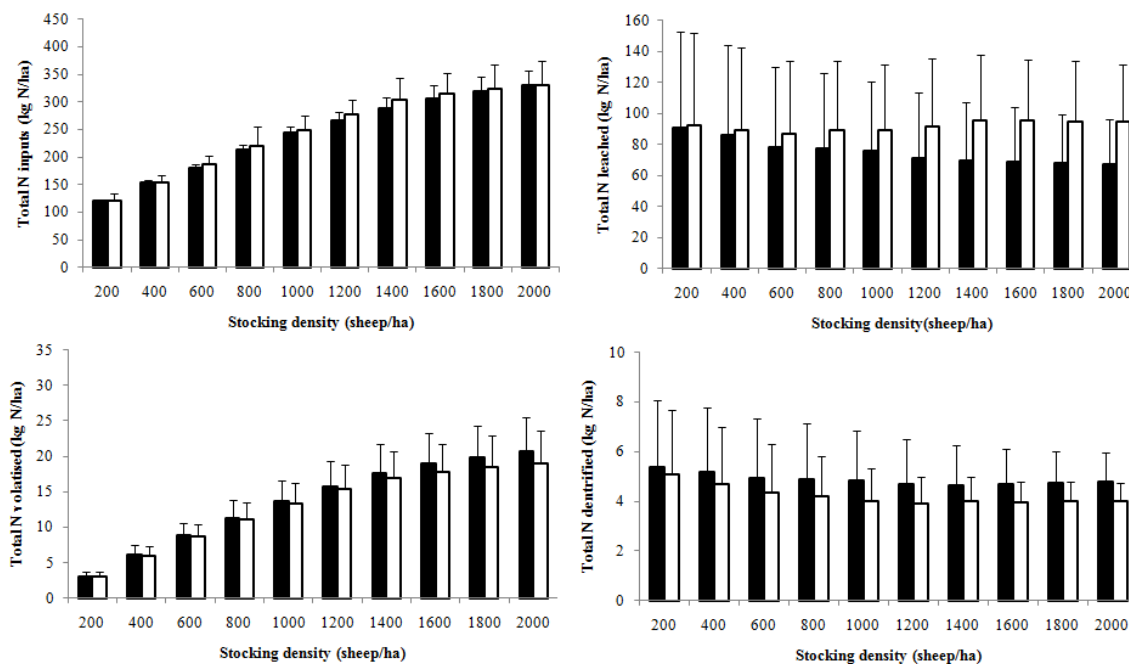 Total N inputs (kg N/ha)
450
400
350
300
250
200
150
100
50
0
200 400 600 800 1000 1200 1400 1600 1800 2000
Stocking density (sheep/ha)
Total N leached (kg N/ha)
160
140
120
100
80
60
40
20
0
200 400 600 800 1000 1200 1400 1600 1800 2000
Stocking density(sheep/ha)
Total N volatised (kg N/ha)
35
30
25
20
15
10
5
0
200 400 600 800 1000 1200 1400 1600 1800 2000
Stocking density (sheep/ha)
Total N dentrified (kg N/ha)
10
8
6
4
2
0
200 400 600 800 1000 1200 1400 1600 1800 2000
Stocking density (sheep/ha)